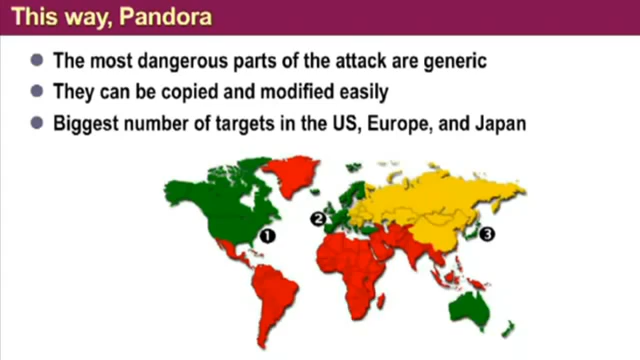 This way, Pandora
The most dangerous parts of the attack are generic
They can be copied and modified easily
Biggest number of targets in the US, Europe, and Japan
2
1
3